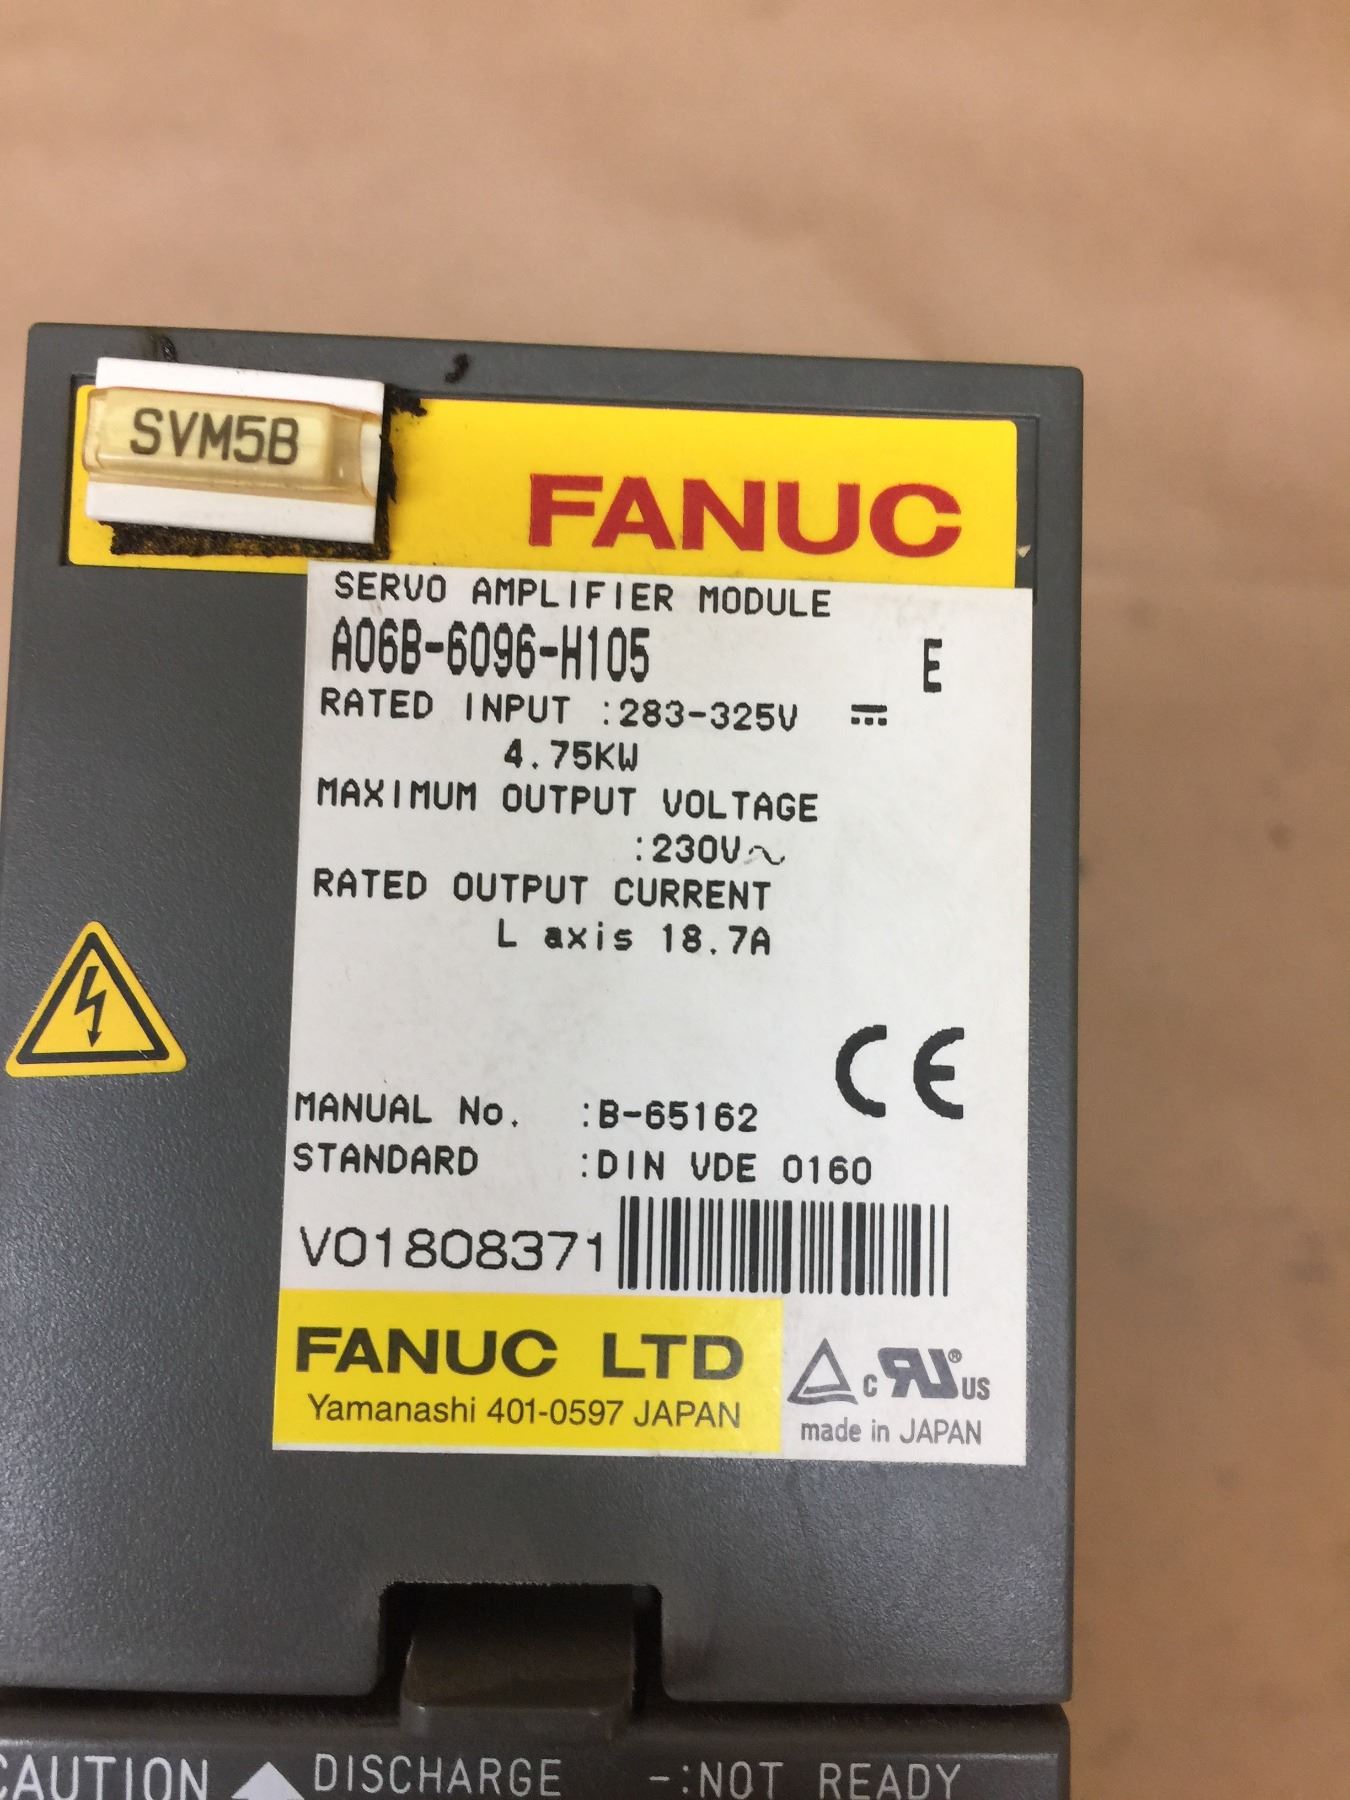 SVM5B
FANUC
SERVO AMPLIFIER MODULE
A06B-6096-H105 E
RATED INPUT :283-325V ⎓
4.75KW
MAXIMUM OUTPUT VOLTAGE
:230V～
RATED OUTPUT CURRENT
L axis 18.7A
CE
MANUAL No. :B-65162
STANDARD :DIN VDE 0160
V01808371
FANUC LTD
Yamanashi 401-0597 JAPAN
c RU® US
made in JAPAN
CAUTION DISCHARGE -:NOT READY